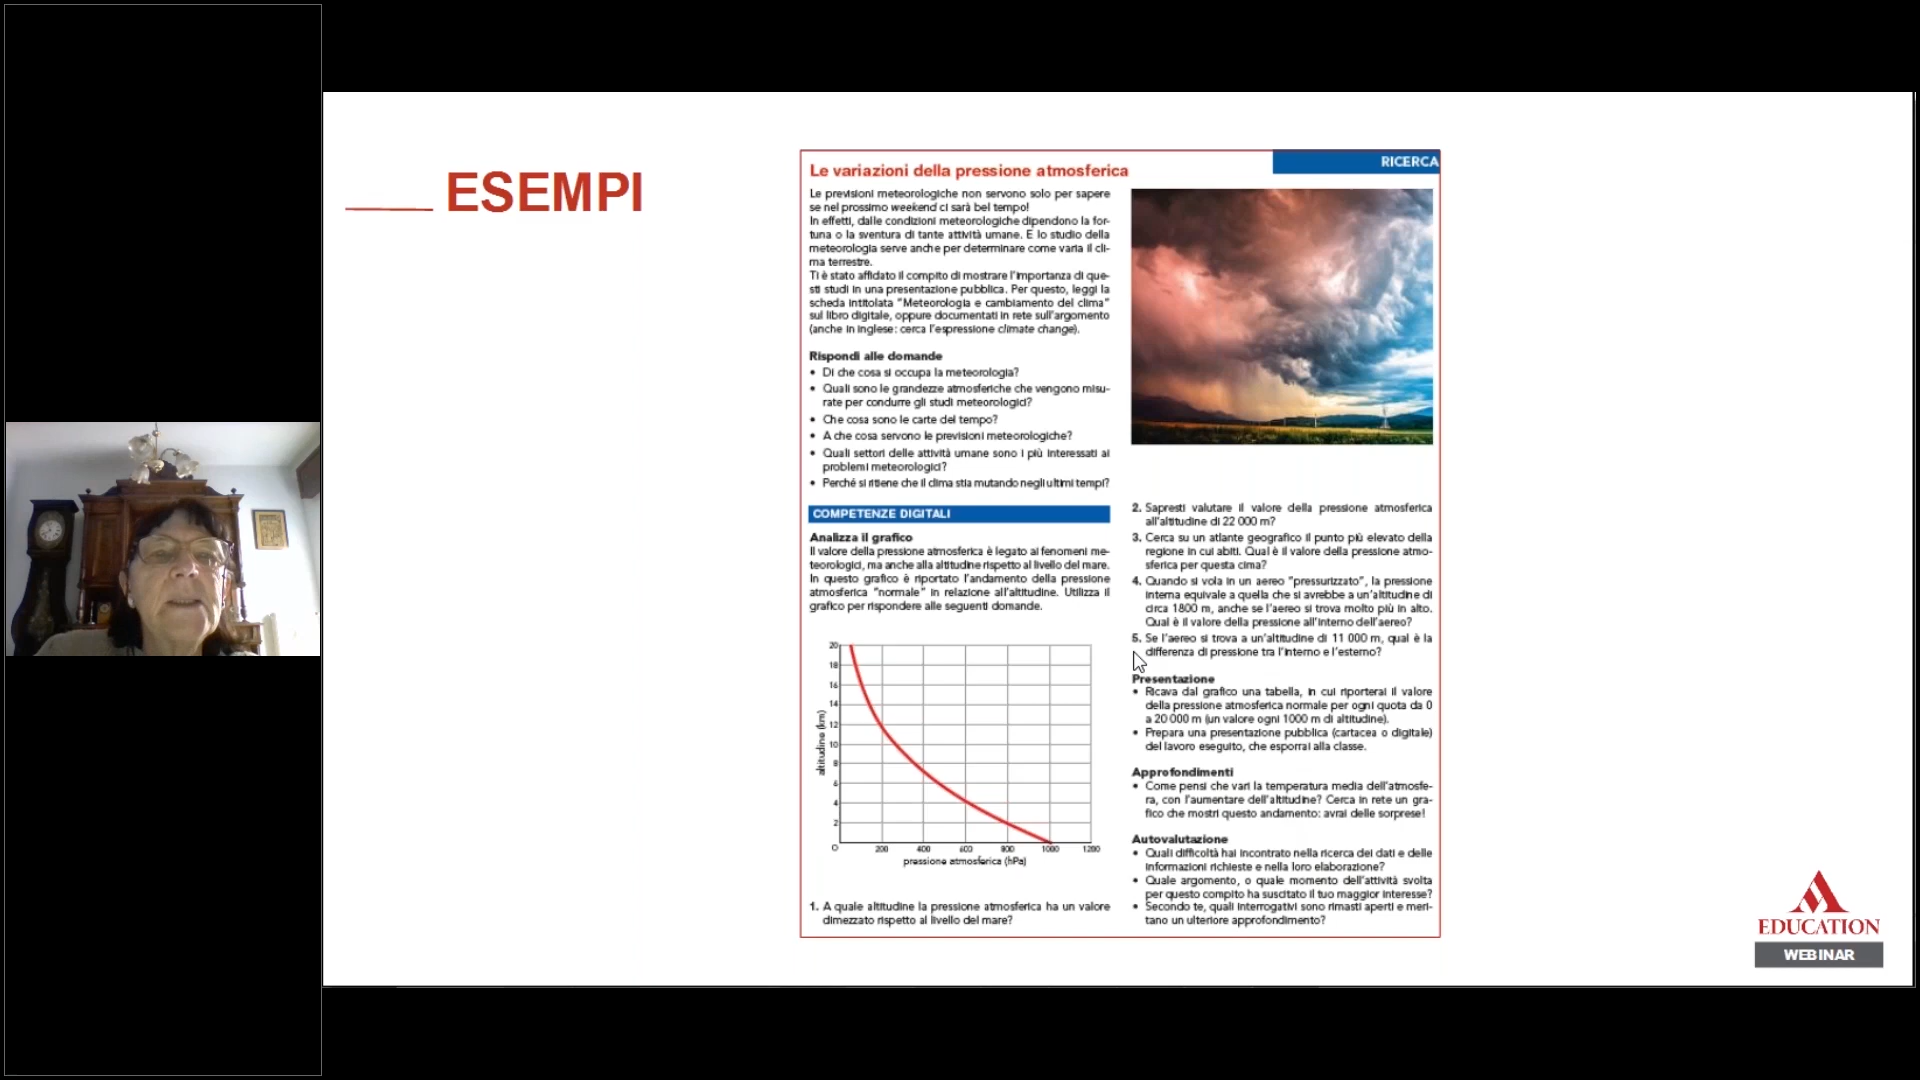 ESEMPI
RICERCA
Le variazioni della pressione atmosferica
Le previsioni meteorologiche non servono solo per sapere
se nel prossimo weekend ci sarà bel tempo!
In effetti, dalle condizioni meteorologiche dipendono la for-
tuna o la sventura di tante attività umane. E lo studio della
meteorologia serve anche per determinare come varia il cli-
ma terrestre.
Ti è stato affidato il compito di mostrare l'importanza di que-
sti studi in una presentazione pubblica. Per questo, leggi la
scheda intitolata "Meteorologia e cambiamento del clima"
sul libro digitale, oppure documentati in rete sull'argomento
(anche in inglese: cerca l'espressione climate change).
Rispondi alle domande
• Di che cosa si occupa la meteorologia?
• Quali sono le grandezze atmosferiche che vengono misu-
rate per condurre gli studi meteorologici?
• Che cosa sono le carte del tempo?
• A che cosa servono le previsioni meteorologiche?
• Quali settori delle attività umane sono i più interessati ai
problemi meteorologici?
• Perché si ritiene che il clima stia mutando negli ultimi tempi?
COMPETENZE DIGITALI
Analizza il grafico
Il valore della pressione atmosferica è legato ai fenomeni me-
teorologici, ma anche alla altitudine rispetto al livello del mare.
In questo grafico è riportato l'andamento della pressione
atmosferica "normale" in relazione all'altitudine. Utilizza il
grafico per rispondere alle seguenti domande.
altitudine (km)
20
18
16
14
12
10
8
6
4
2
O 200 400 600 800 1000 1200
pressione atmosferica (hPa)
1. A quale altitudine la pressione atmosferica ha un valore
dimezzato rispetto al livello del mare?
2. Sapresti valutare il valore della pressione atmosferica
all'altitudine di 22 000 m?
3. Cerca su un atlante geografico il punto più elevato della
regione in cui abiti. Qual è il valore della pressione atmo-
sferica per questa cima?
4. Quando si vola in un aereo "pressurizzato", la pressione
interna equivale a quella che si avrebbe a un'altitudine di
circa 1800 m, anche se l'aereo si trova molto più in alto.
Qual è il valore della pressione all'interno dell'aereo?
5. Se l'aereo si trova a un'altitudine di 11 000 m, qual è la
differenza di pressione tra l'interno e l'esterno?
Presentazione
• Ricava dal grafico una tabella, in cui riporterai il valore
della pressione atmosferica normale per ogni quota da 0
a 20 000 m (un valore ogni 1000 m di altitudine).
• Prepara una presentazione pubblica (cartacea o digitale)
del lavoro eseguito, che esporrai alla classe.
Approfondimenti
• Come pensi che vari la temperatura media dell'atmosfe-
ra, con l'aumentare dell'altitudine? Cerca in rete un gra-
fico che mostri questo andamento: avrai delle sorprese!
Autovalutazione
• Quali difficoltà hai incontrato nella ricerca dei dati e delle
informazioni richieste e nella loro elaborazione?
• Quale argomento, o quale momento dell'attività svolta
per questo compito ha suscitato il tuo maggior interesse?
• Secondo te, quali interrogativi sono rimasti aperti e meri-
tano un ulteriore approfondimento?
EDUCATION
WEBINAR